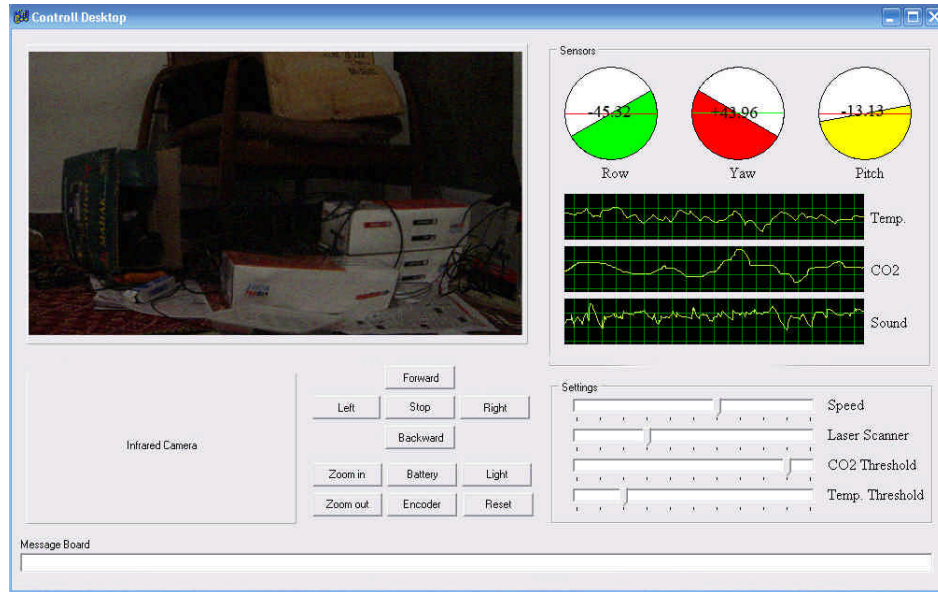 Controll Desktop
Sensors
-45.32
+43.96
-13.13
Row
Yaw
Pitch
Temp.
CO2
Sound
Infrared Camera
Forward
Left
Stop
Right
Backward
Zoom in
Battery
Light
Zoom out
Encoder
Reset
Settings
Speed
Laser Scanner
CO2 Threshold
Temp. Threshold
Message Board